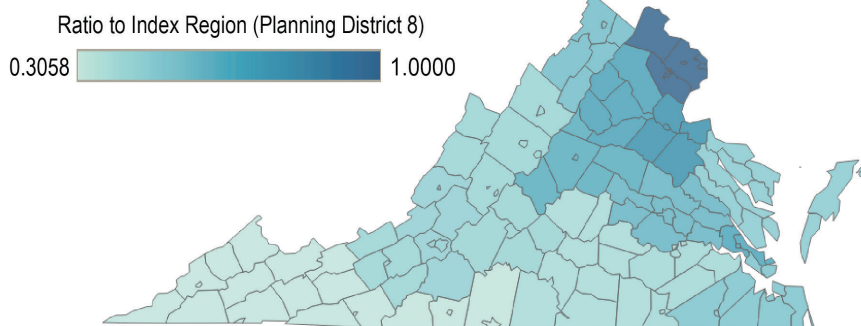 Ratio to Index Region (Planning District 8)
0.3058 1.0000